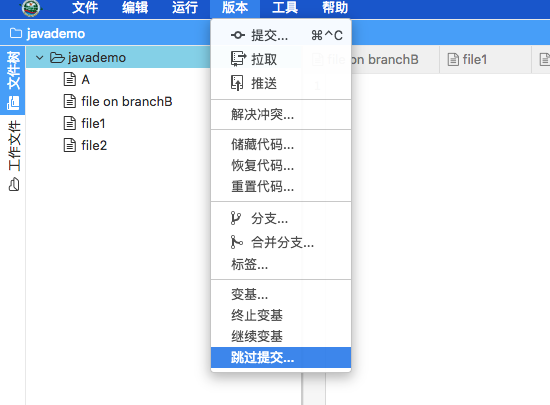 文件 编辑 运行 版本 工具 帮助
javademo
文件树
工作文件
javademo
A
file on branchB
file1
file2
提交... ⌘^C
拉取
推送
解决冲突...
储藏代码...
恢复代码...
重置代码...
分支...
合并分支...
标签...
变基...
终止变基
继续变基
跳过提交...
file on branchB
file1